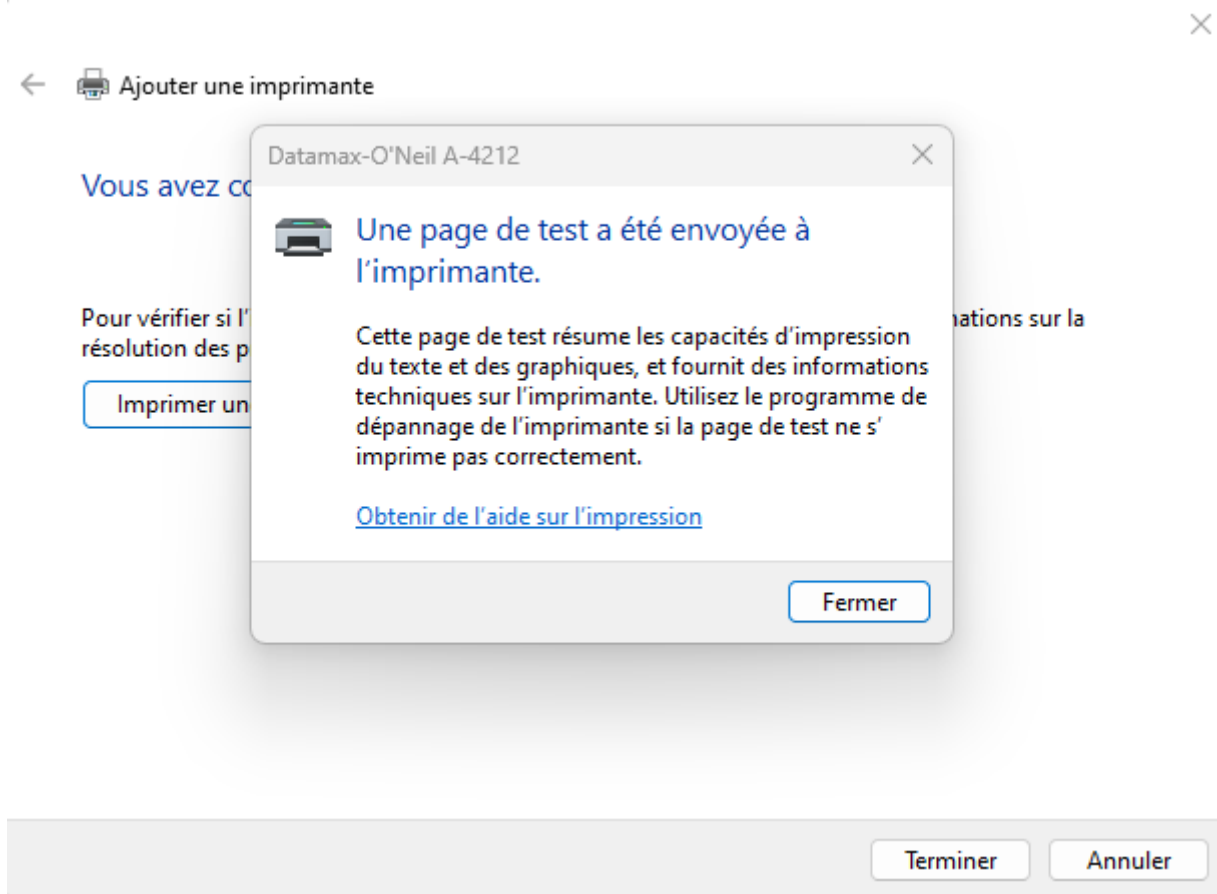 Ajouter une imprimante
Datamax-O'Neil A-4212
Vous avez
Une page de test a été envoyée à
l’imprimante.
Pour vérifier si
résolution des
Imprimer
sur la
Cette page de test résume les capacités d’impression
du texte et des graphiques, et fournit des informations
techniques sur l’imprimante. Utilisez le programme de
dépannage de l’imprimante si la page de test ne s’
imprime pas correctement.
Obtenir de l’aide sur l’impression
Fermer
Terminer
Annuler